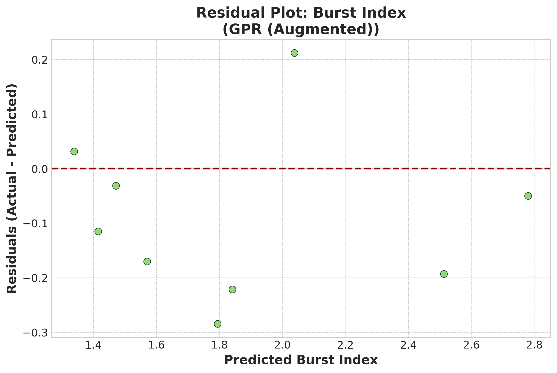 Residual Plot: Burst Index
(GPR (Augmented))
Residuals (Actual - Predicted)
0.2
0.1
0.0
−0.1
−0.2
−0.3
1.4 1.6 1.8 2.0 2.2 2.4 2.6 2.8
Predicted Burst Index